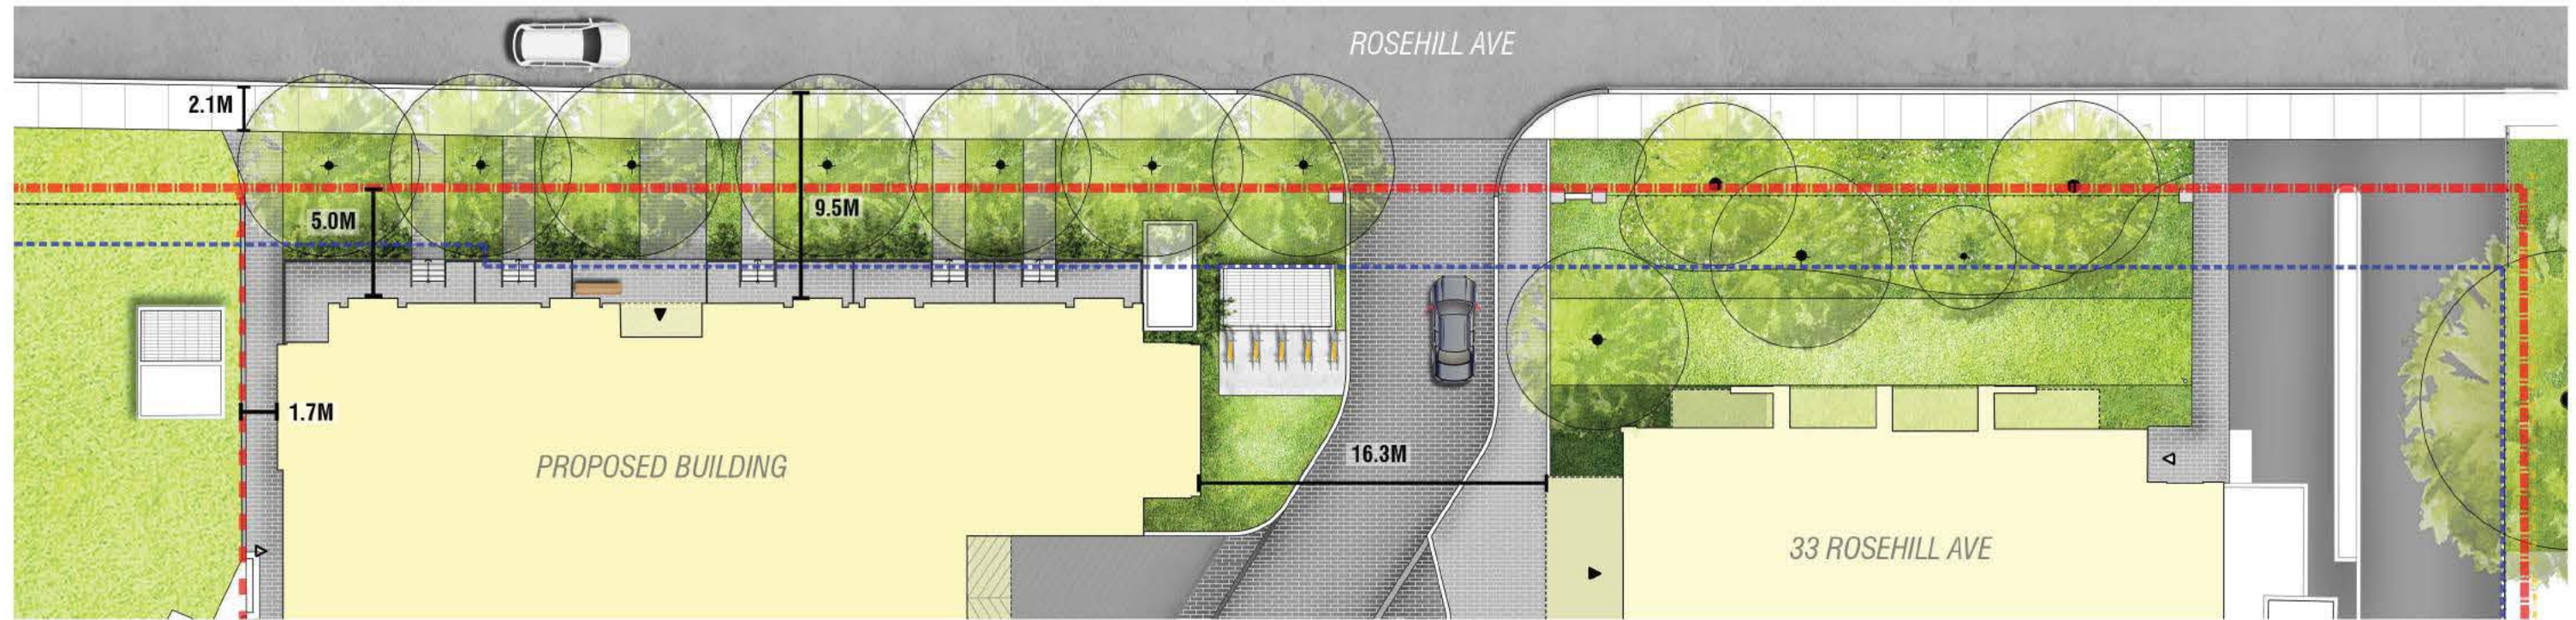 ROSEHILL AVE
2.1M
9.5M
5.0M
1.7M
16.3M
PROPOSED BUILDING
33 ROSEHILL AVE